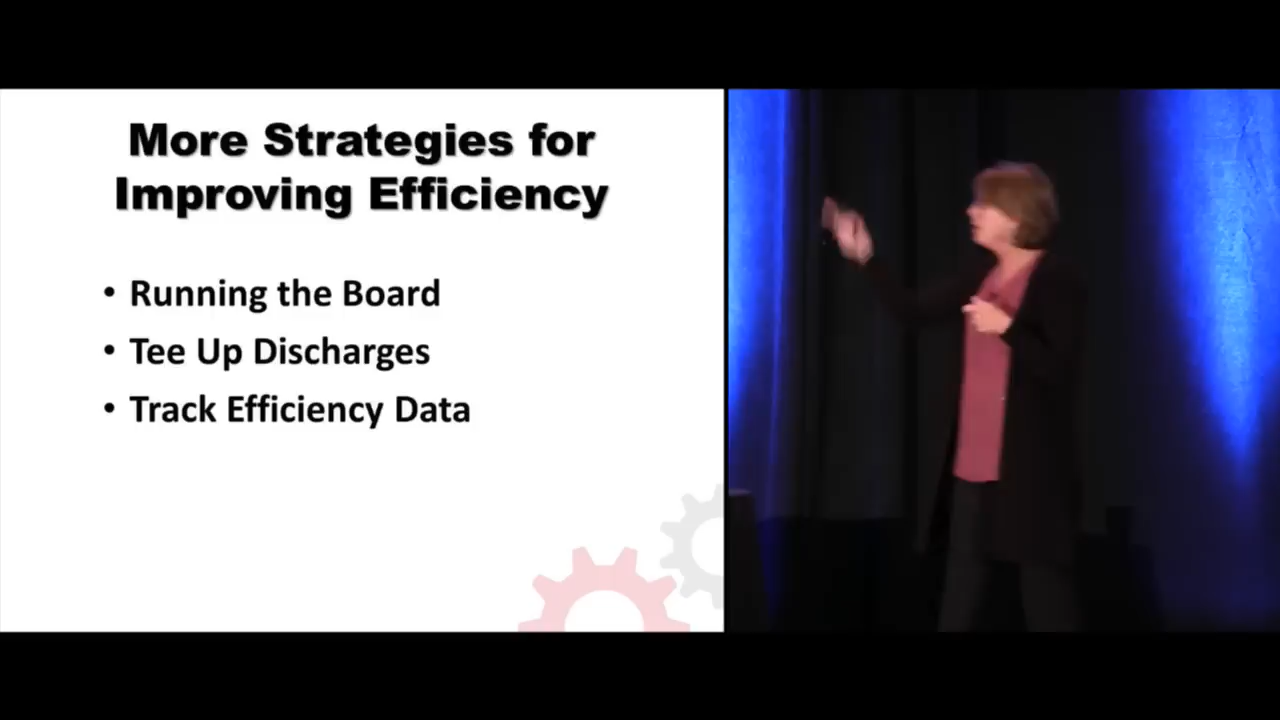 More Strategies for
Improving Efficiency
• Running the Board
• Tee Up Discharges
• Track Efficiency Data